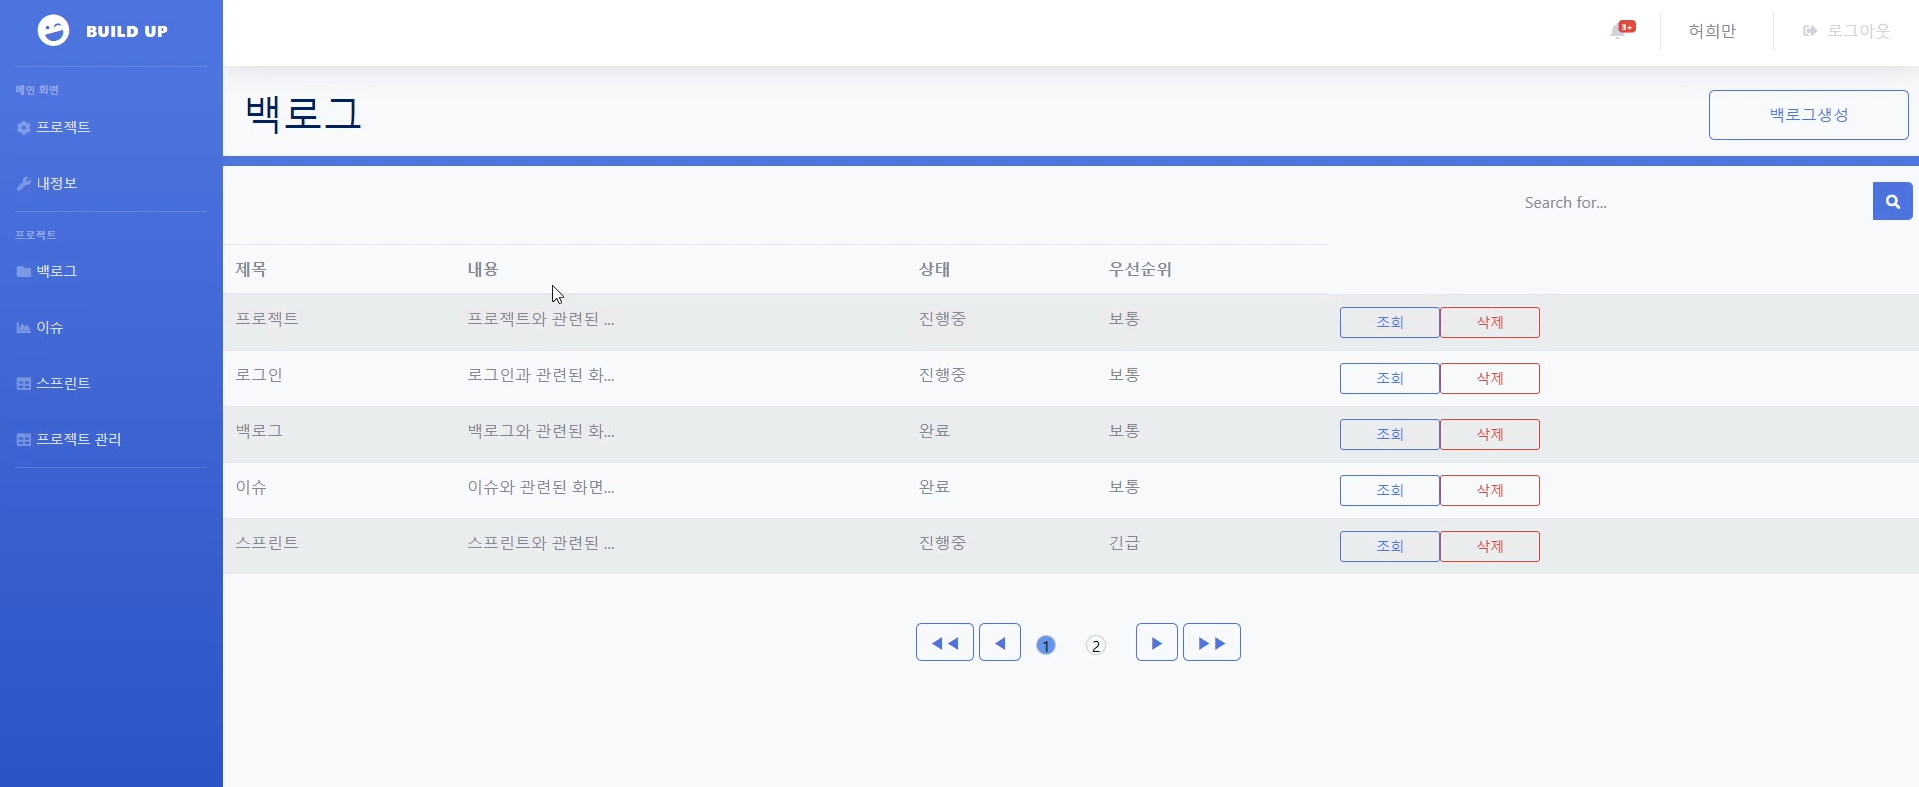 BUILD UP
3+
허희만
로그아웃
메인 화면
프로젝트
내정보
프로젝트
백로그
이슈
스프린트
프로젝트 관리
백로그
백로그생성
Search for...
제목 내용 상태 우선순위
프로젝트 프로젝트와 관련된 ... 진행중 보통 조회 삭제
로그인 로그인과 관련된 화... 진행중 보통 조회 삭제
백로그 백로그와 관련된 화... 완료 보통 조회 삭제
이슈 이슈와 관련된 화면... 완료 보통 조회 삭제
스프린트 스프린트와 관련된 ... 진행중 긴급 조회 삭제
◀◀ ◀ 1 2 ▶ ▶▶